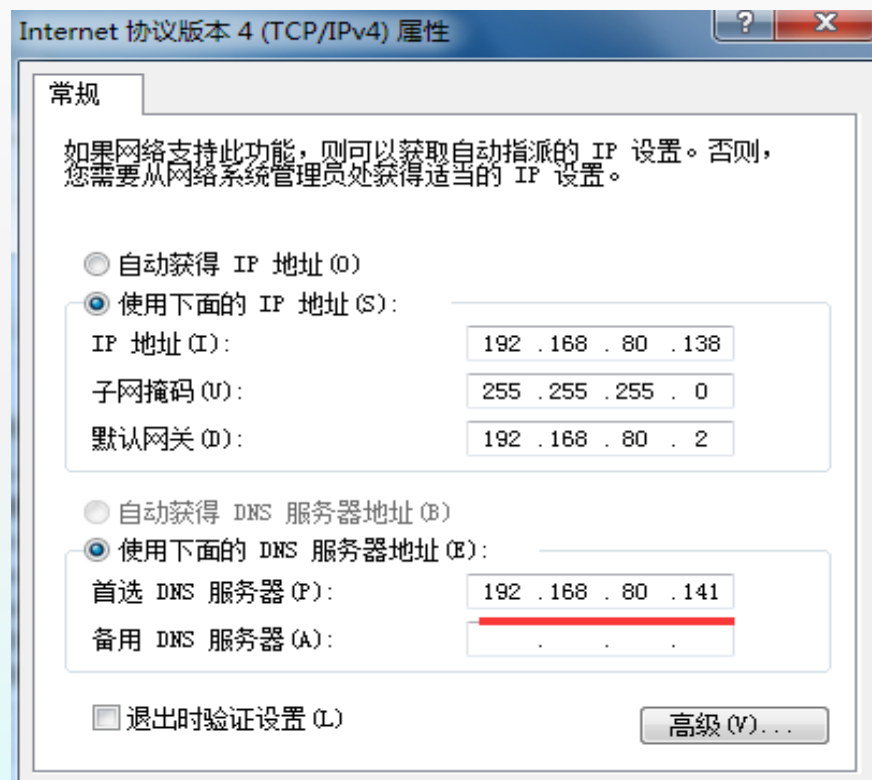 Internet 协议版本 4 (TCP/IPv4) 属性
?
x
常规
如果网络支持此功能，则可以获取自动指派的 IP 设置。否则，
您需要从网络系统管理员处获得适当的 IP 设置。
自动获得 IP 地址(O)
使用下面的 IP 地址(S):
IP 地址(I): 192 .168 . 80 .138
子网掩码(U): 255 .255 .255 . 0
默认网关(D): 192 .168 . 80 . 2
自动获得 DNS 服务器地址(B)
使用下面的 DNS 服务器地址(E):
首选 DNS 服务器(P): 192 .168 . 80 .141
备用 DNS 服务器(A): . . .
退出时验证设置(L) 高级(V)...